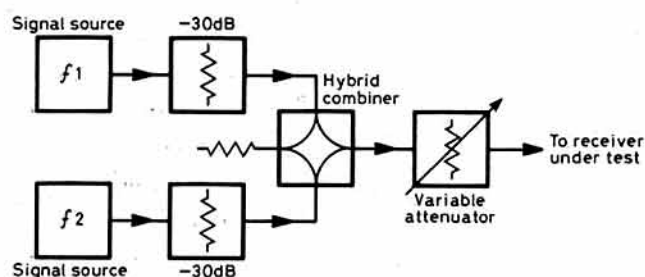 Signal source
-30dB
f1
Hybrid
combiner
To receiver
under test
Variable
attenuator
f2
Signal source
-30dB